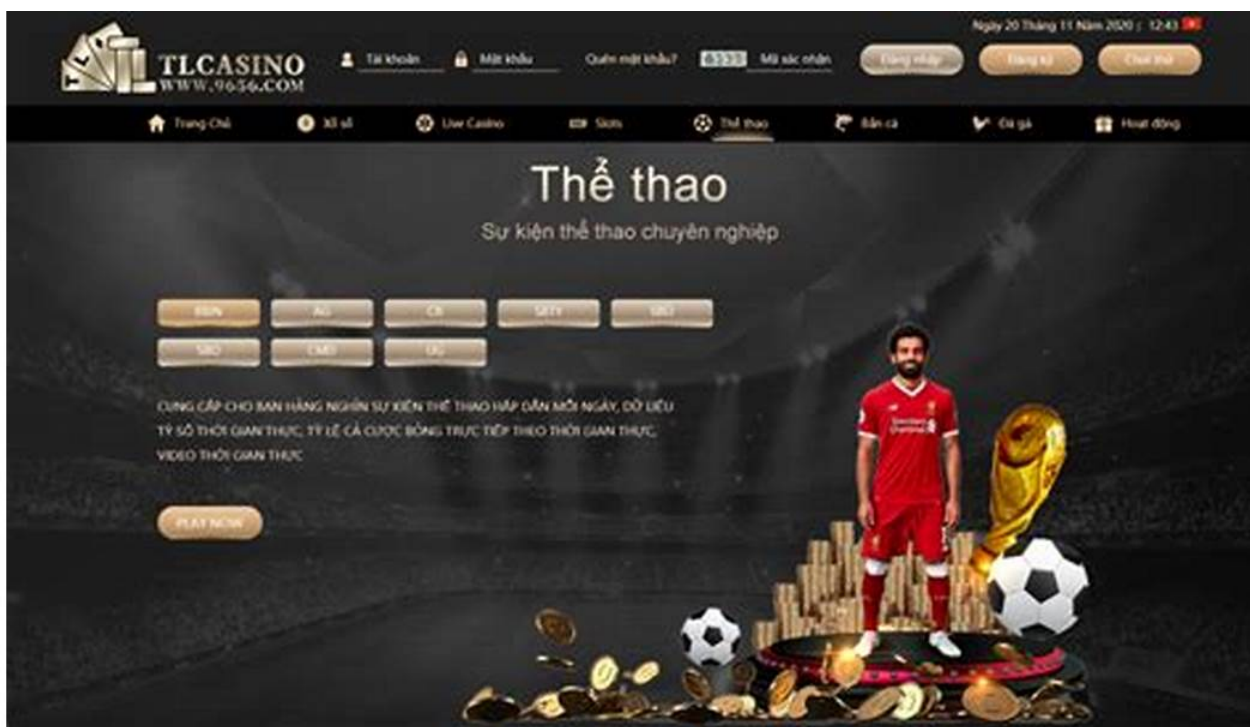 Ngày 20 Tháng 11 Năm 2020 : 12:43
TLCASINO
WWW.9656.COM
Tài khoản
Mật khẩu
Quên mật khẩu?
6335
Mã xác nhận
Đăng nhập
Đăng ký
Chơi thử
Trang Chủ
Xổ số
Live Casino
Slots
Thể thao
Bắn cá
Đá gà
Hoạt động
Thể thao
Sự kiện thể thao chuyên nghiệp
BBIN
AG
CR
SBTY
SBO
CMD
UG
CUNG CẤP CHO BẠN HÀNG NGHÌN SỰ KIỆN THỂ THAO HẤP DẪN MỖI NGÀY, DỮ LIỆU
TỶ SỐ THỜI GIAN THỰC, TỶ LỆ CÁ CƯỢC BÓNG TRỰC TIẾP THEO THỜI GIAN THỰC,
VIDEO THỜI GIAN THỰC
PLAY NOW